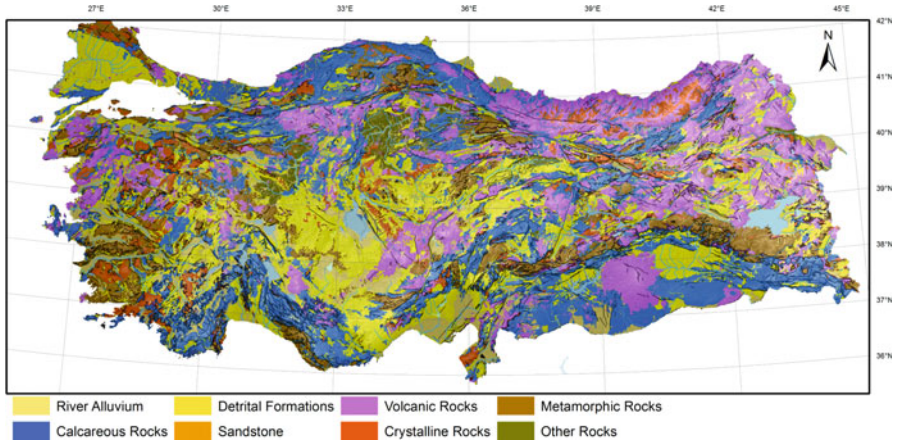 27°E 30°E 33°E 36°E 39°E 42°E 45°E
42°N
N
41°N
40°N
39°N
38°N
37°N
36°N
River Alluvium Detrital Formations Volcanic Rocks Metamorphic Rocks
Calcareous Rocks Sandstone Crystalline Rocks Other Rocks